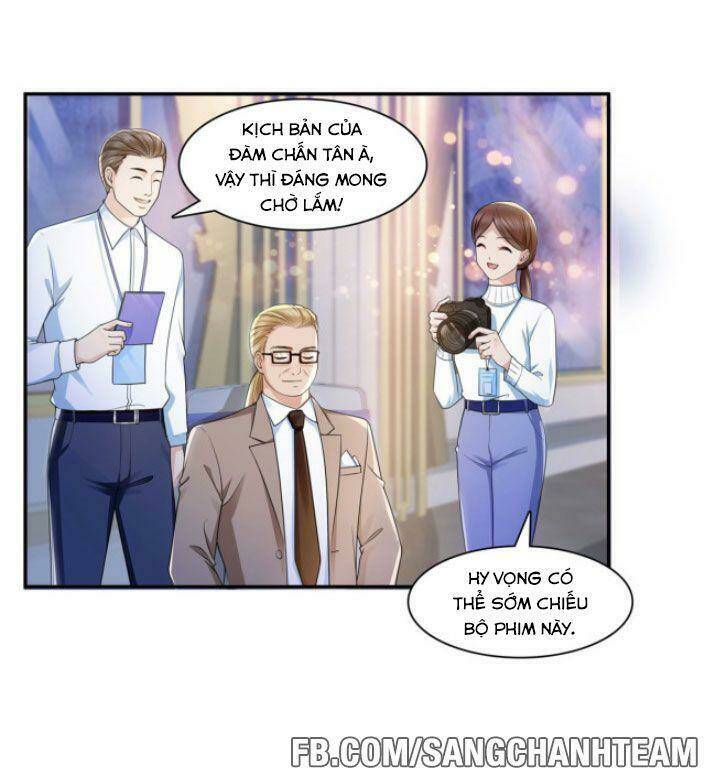 KỊCH BẢN CỦA
ĐÀM CHẤN TÂN À,
VẬY THÌ ĐÁNG MONG
CHỜ LẮM!
HY VỌNG CÓ
THỂ SỚM CHIẾU
BỘ PHIM NÀY.
FB.COM/SANGCHANHTEAM